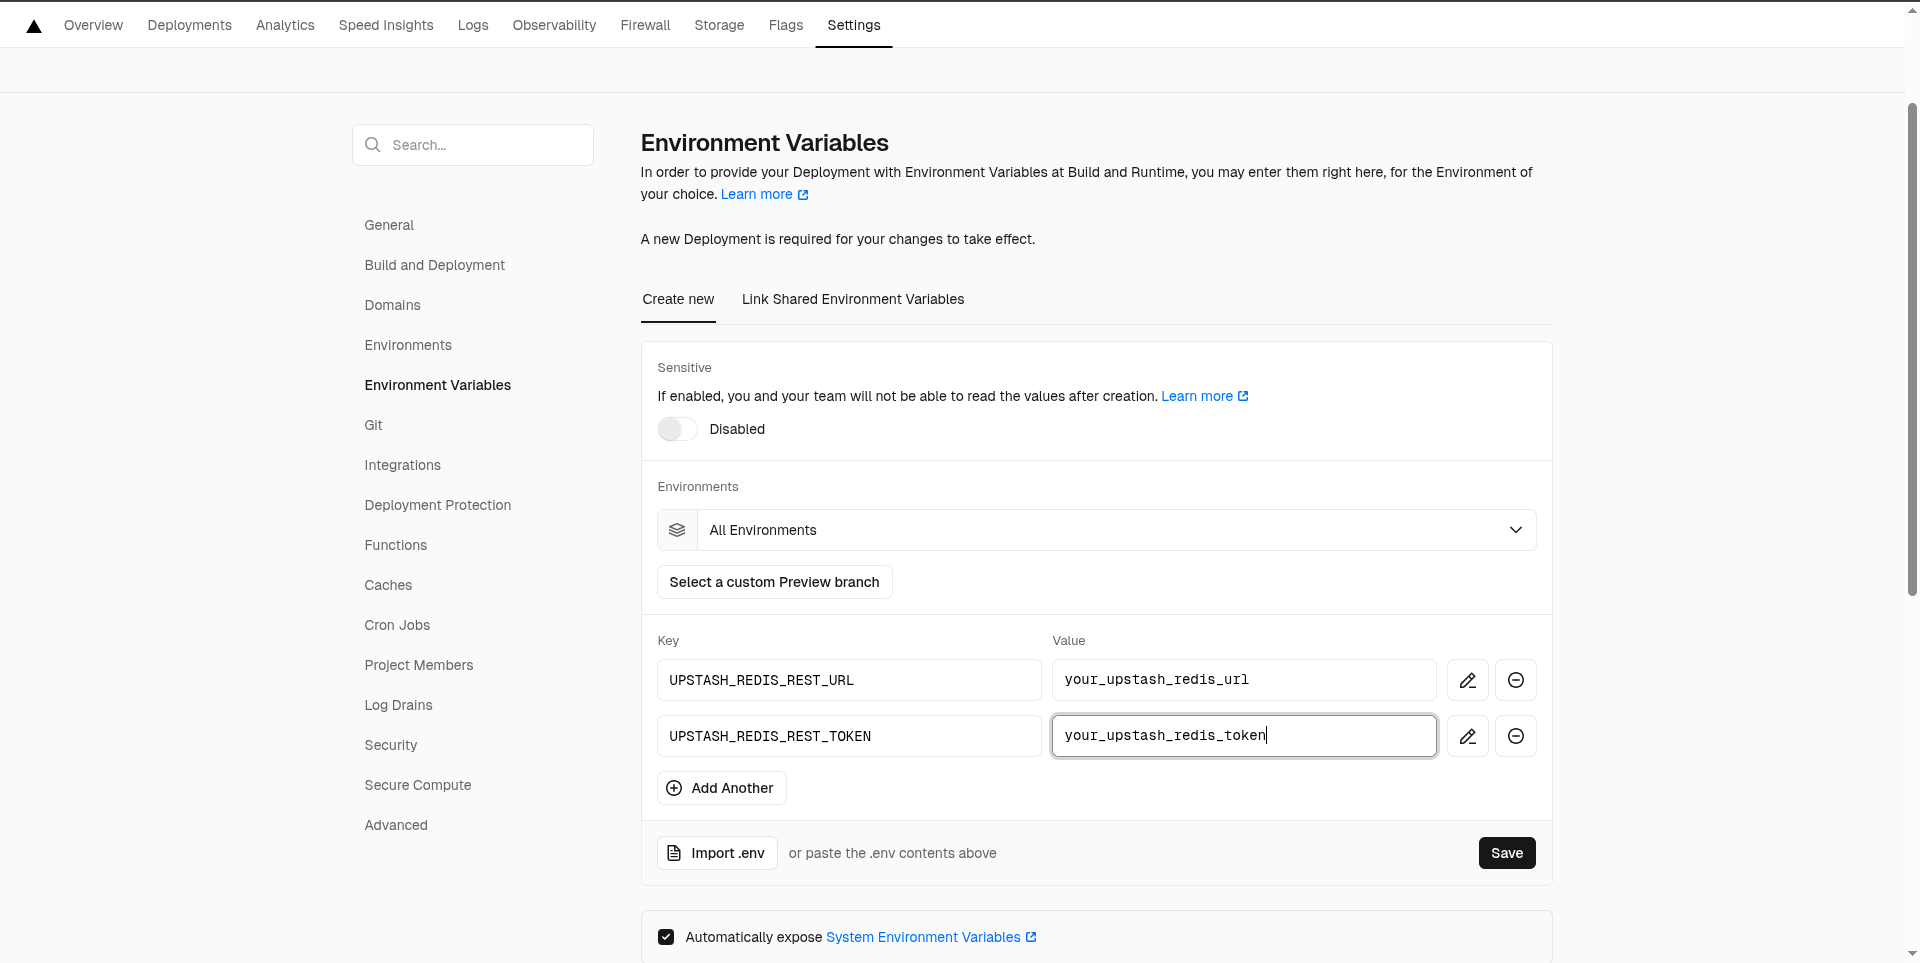 Overview Deployments Analytics Speed Insights Logs Observability Firewall Storage Flags Settings
Search...
General
Build and Deployment
Domains
Environments
Environment Variables
Git
Integrations
Deployment Protection
Functions
Caches
Cron Jobs
Project Members
Log Drains
Security
Secure Compute
Advanced
Environment Variables
In order to provide your Deployment with Environment Variables at Build and Runtime, you may enter them right here, for the Environment of
your choice. Learn more
A new Deployment is required for your changes to take effect.
Create new Link Shared Environment Variables
Sensitive
If enabled, you and your team will not be able to read the values after creation. Learn more
Disabled
Environments
All Environments
Select a custom Preview branch
Key Value
UPSTASH_REDIS_REST_URL your_upstash_redis_url
UPSTASH_REDIS_REST_TOKEN your_upstash_redis_token
Add Another
Import .env or paste the .env contents above Save
Automatically expose System Environment Variables